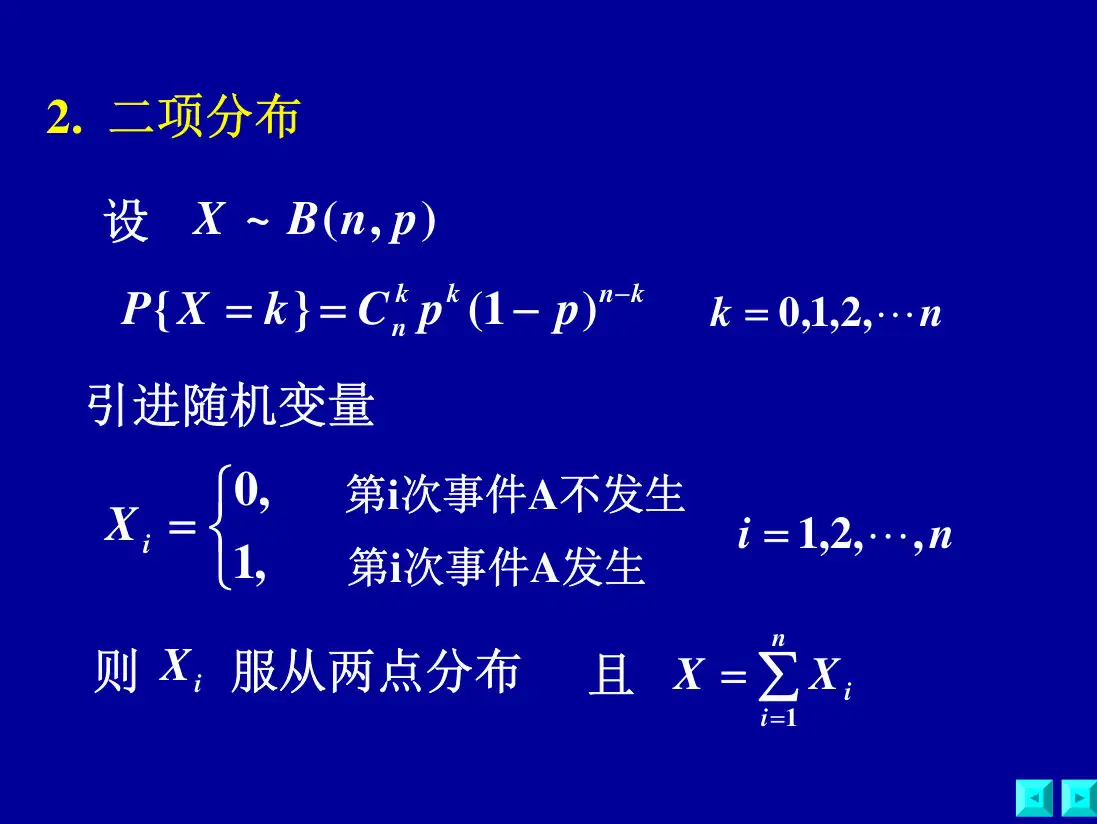 2. 二项分布
设 X ~ B(n, p)
P{X = k} = C_n^k p^k (1 − p)^{n−k} k = 0,1,2,⋯n
引进随机变量
X_i = { 0, 第i次事件A不发生
1, 第i次事件A发生 i = 1,2,⋯,n
则 X_i 服从两点分布 且 X = ∑_{i=1}^{n} X_i